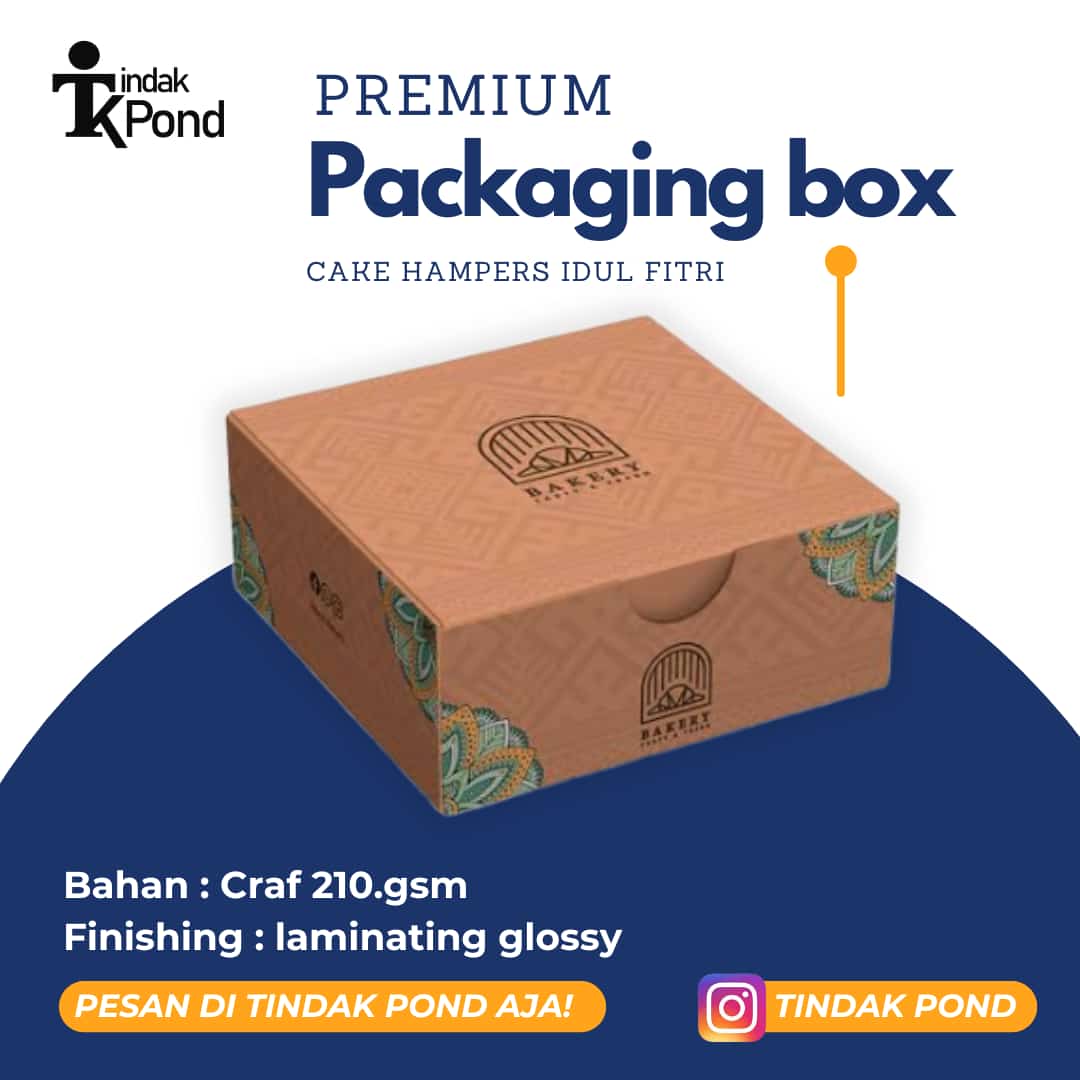 Tindak
K Pond
PREMIUM
Packaging box
CAKE HAMPERS IDUL FITRI
BAKERY
BAKERY
Bahan : Craf 210.gsm
Finishing : laminating glossy
PESAN DI TINDAK POND AJA!
TINDAK POND